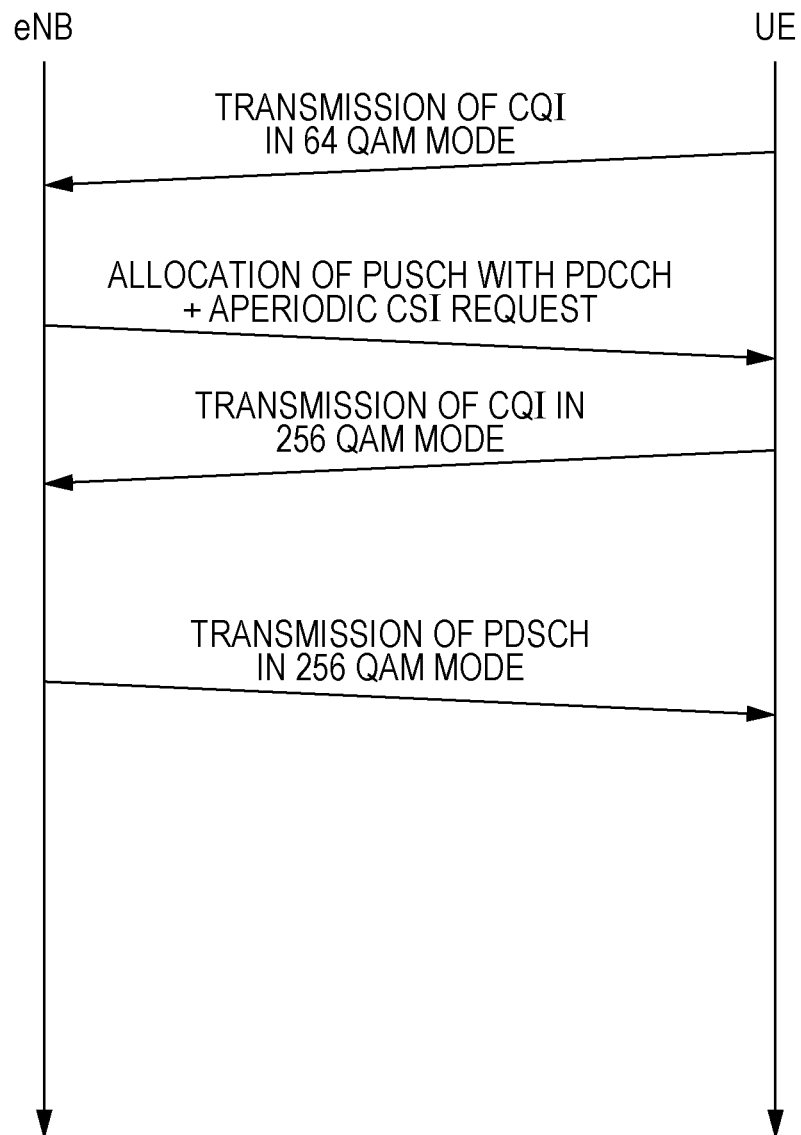 eNB
UE
TRANSMISSION OF CQI
IN 64 QAM MODE
ALLOCATION OF PUSCH WITH PDCCH
+ APERIODIC CSI REQUEST
TRANSMISSION OF CQI IN
256 QAM MODE
TRANSMISSION OF PDSCH
IN 256 QAM MODE